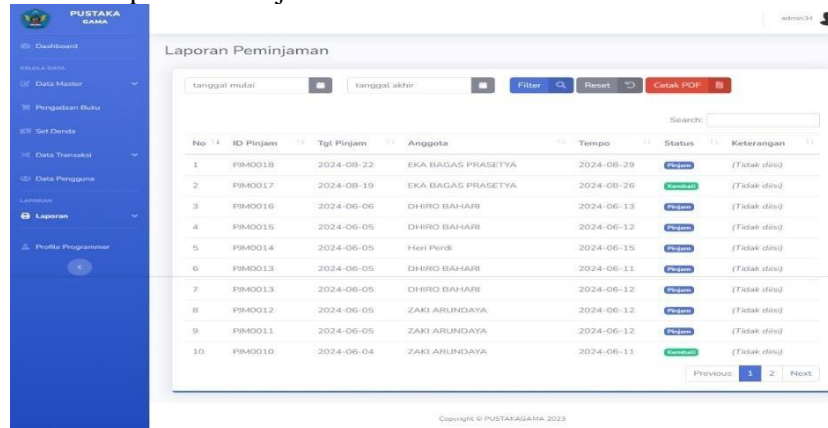 PUSTAKA
GAMA
admin34
Dashboard
Laporan Peminjaman
KELOLA DATA
Data Master
tanggal mulai
tanggal akhir
Filter
Reset
Cetak PDF
Pengadaan Buku
Search:
Set Denda
No ID Pinjam Tgl Pinjam Anggota Tempo Status Keterangan
Data Transaksi
1 PJM0018 2024-08-22 EKA BAGAS PRASETYA 2024-08-29 Pinjam (Tidak diisi)
Data Pengguna
2 PJM0017 2024-08-19 EKA BAGAS PRASETYA 2024-08-26 Kembali (Tidak diisi)
LAPORAN
3 PJM0016 2024-06-06 DHIRO BAHARI 2024-06-13 Pinjam (Tidak diisi)
Laporan
4 PJM0015 2024-06-05 DHIRO BAHARI 2024-06-12 Pinjam (Tidak diisi)
Profile Programmer
5 PJM0014 2024-06-05 Heri Perdi 2024-06-15 Pinjam (Tidak diisi)
6 PJM0013 2024-06-05 DHIRO BAHARI 2024-06-11 Pinjam (Tidak diisi)
7 PJM0013 2024-06-05 DHIRO BAHARI 2024-06-12 Pinjam (Tidak diisi)
8 PJM0012 2024-06-05 ZAKI ARUNDAYA 2024-06-12 Pinjam (Tidak diisi)
9 PJM0011 2024-06-05 ZAKI ARUNDAYA 2024-06-12 Pinjam (Tidak diisi)
10 PJM0010 2024-06-04 ZAKI ARUNDAYA 2024-06-11 Kembali (Tidak diisi)
Previous 1 2 Next
Copyright © PUSTAKAGAMA 2023